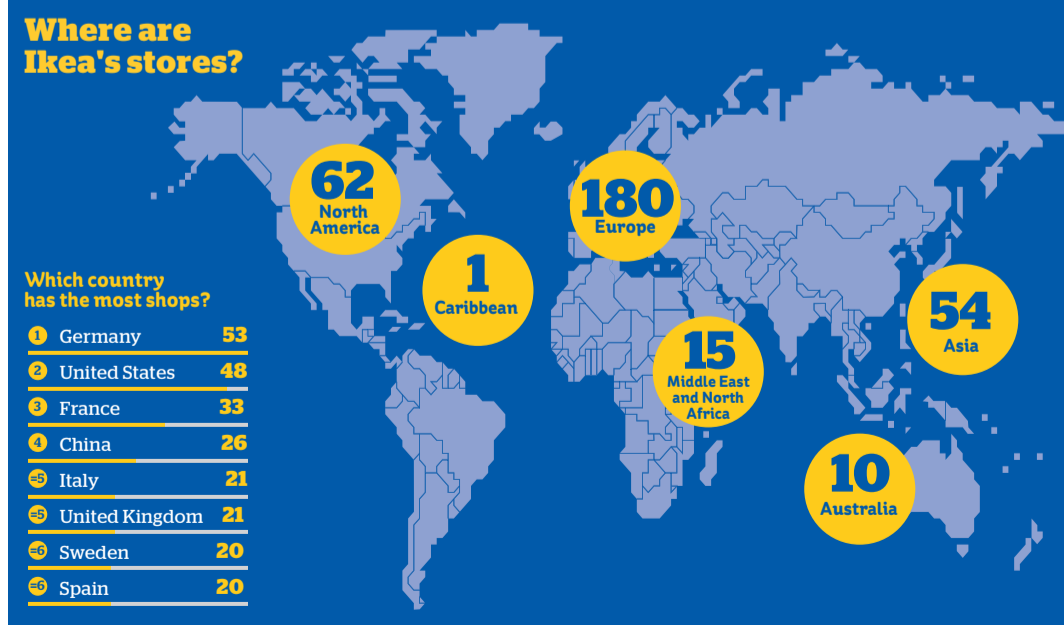 Where are
Ikea's stores?
62
North
America
180
Europe
1
Caribbean
54
Asia
15
Middle East
and North
Africa
10
Australia
Which country
has the most shops?
1 Germany 53
2 United States 48
3 France 33
4 China 26
=5 Italy 21
=5 United Kingdom 21
=6 Sweden 20
=6 Spain 20